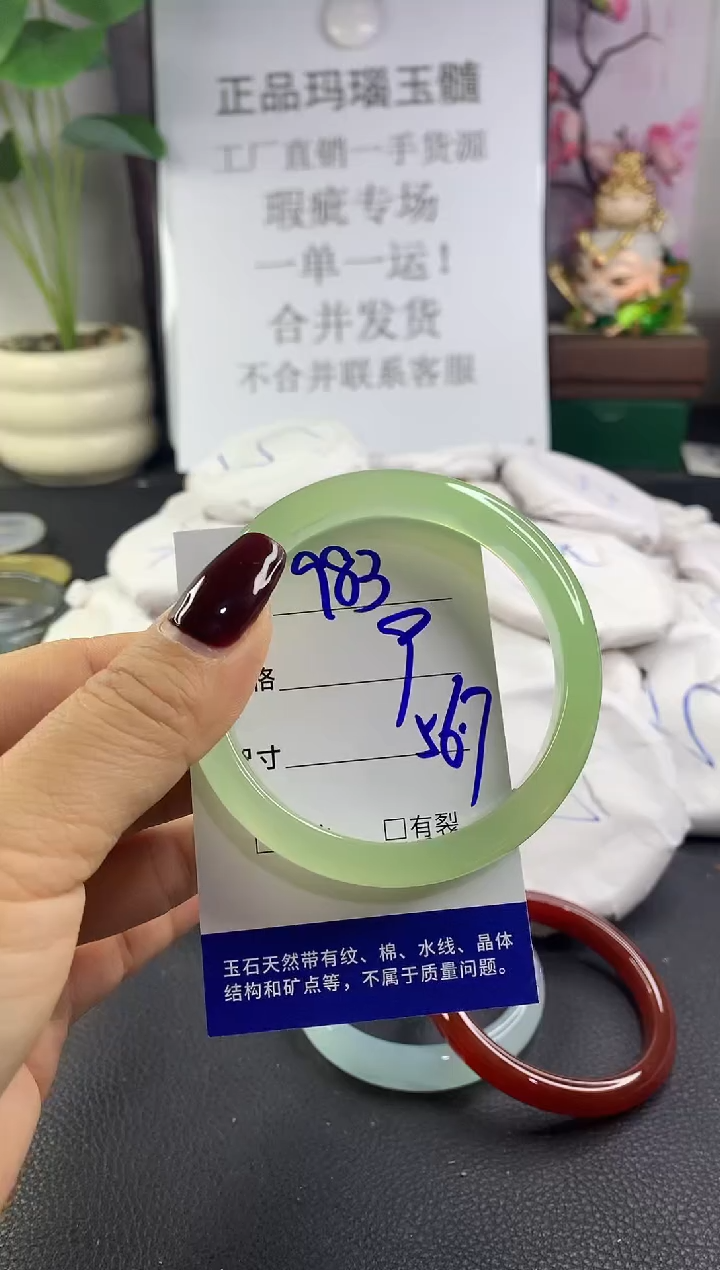 正品玛瑙玉髓
工厂直销一手货源
瑕疵专场
一单一运！
合并发货
不合并联系客服
983
格
寸
56.7
□有裂
玉石天然带有纹、棉、水线、晶体
结构和矿点等，不属于质量问题。